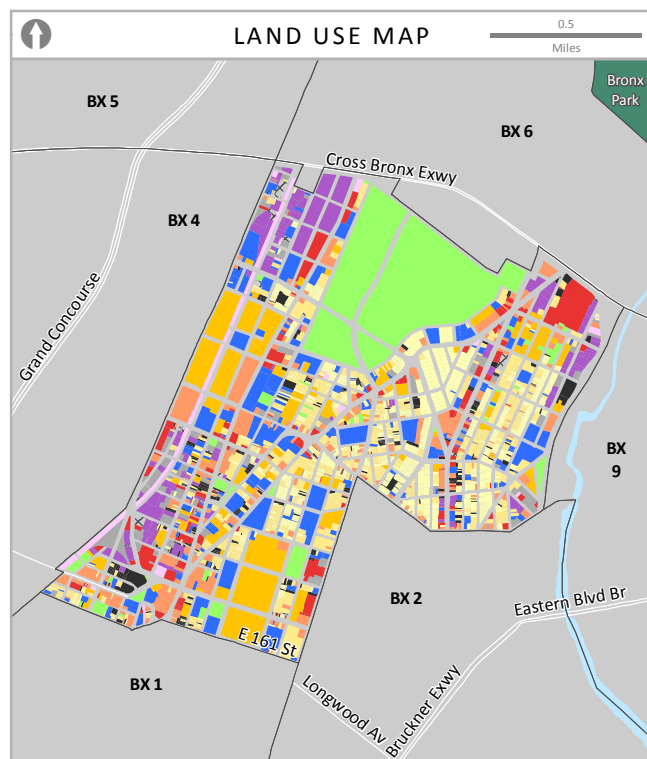 LAND USE MAP
0.5
Miles
BX 5
Bronx
Park
BX 6
Cross Bronx Exwy
BX 4
Grand Concourse
BX
9
BX 2
Eastern Blvd Br
E 161 St
BX 1
Longwood Av
Bruckner Exwy